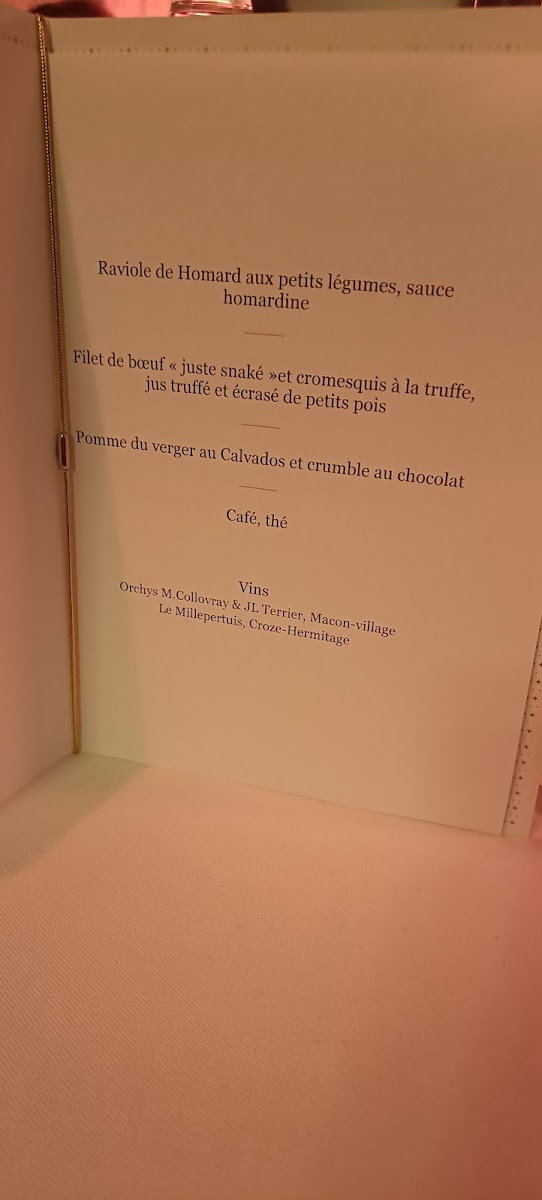 Raviole de Homard aux petits légumes, sauce
homardine
Filet de bœuf « juste snaké »et cromesquis à la truffe,
jus truffé et écrasé de petits pois
Pomme du verger au Calvados et crumble au chocolat
Café, thé
Vins
Orchys M.Collovray & JL Terrier, Macon-village
Le Millepertuis, Croze-Hermitage